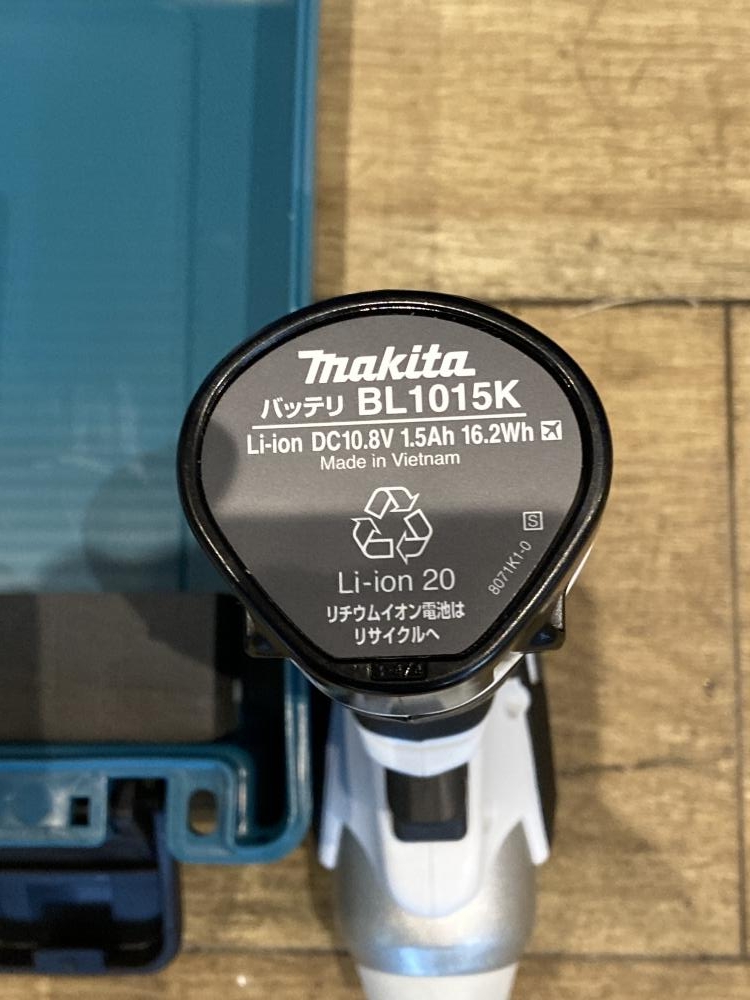 makita
バッテリ BL1015K
Li-ion DC10.8V 1.5Ah 16.2Wh
Made in Vietnam
S
8071K1-0
Li-ion 20
リチウムイオン電池は
リサイクルへ